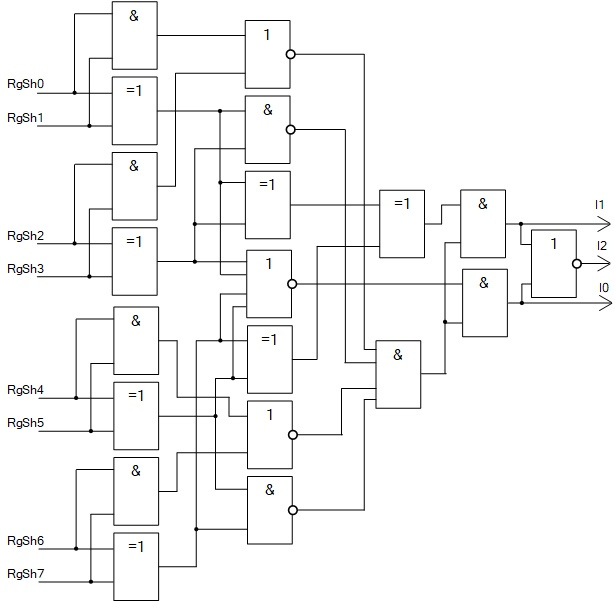 &
1
RgSh0
=1
RgSh1
&
&
=1
=1
&
I1
RgSh2
=1
1
I2
RgSh3
1
&
I0
&
=1
&
RgSh4
=1
1
RgSh5
&
&
RgSh6
=1
RgSh7